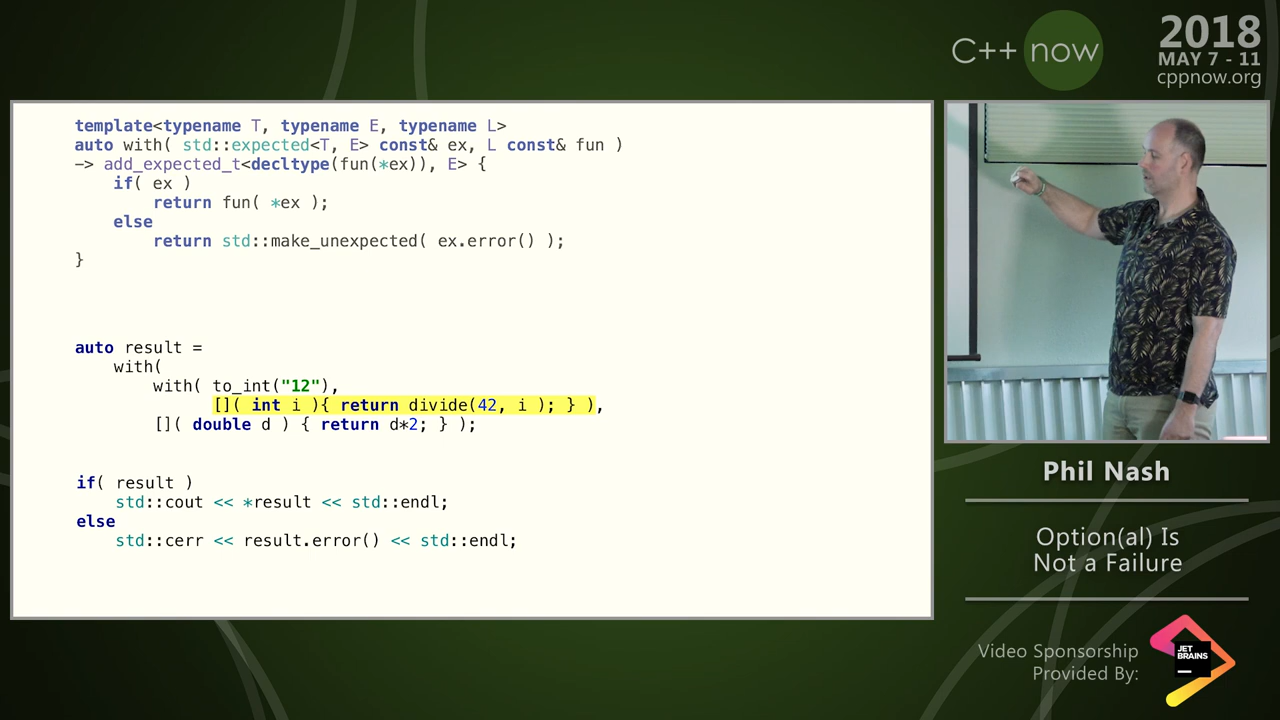 C++ now
2018
MAY 7 - 11
cppnow.org
template<typename T, typename E, typename L>
auto with( std::expected<T, E> const& ex, L const& fun )
-> add_expected_t<decltype(fun(*ex)), E> {
    if( ex )
        return fun( *ex );
    else
        return std::make_unexpected( ex.error() );
}
auto result =
    with(
        with( to_int("12"),
              []( int i ){ return divide(42, i ); } ),
        []( double d ) { return d*2; } );
if( result )
    std::cout << *result << std::endl;
else
    std::cerr << result.error() << std::endl;
Phil Nash
Option(al) Is
Not a Failure
Video Sponsorship
Provided By:
JET
BRAINS